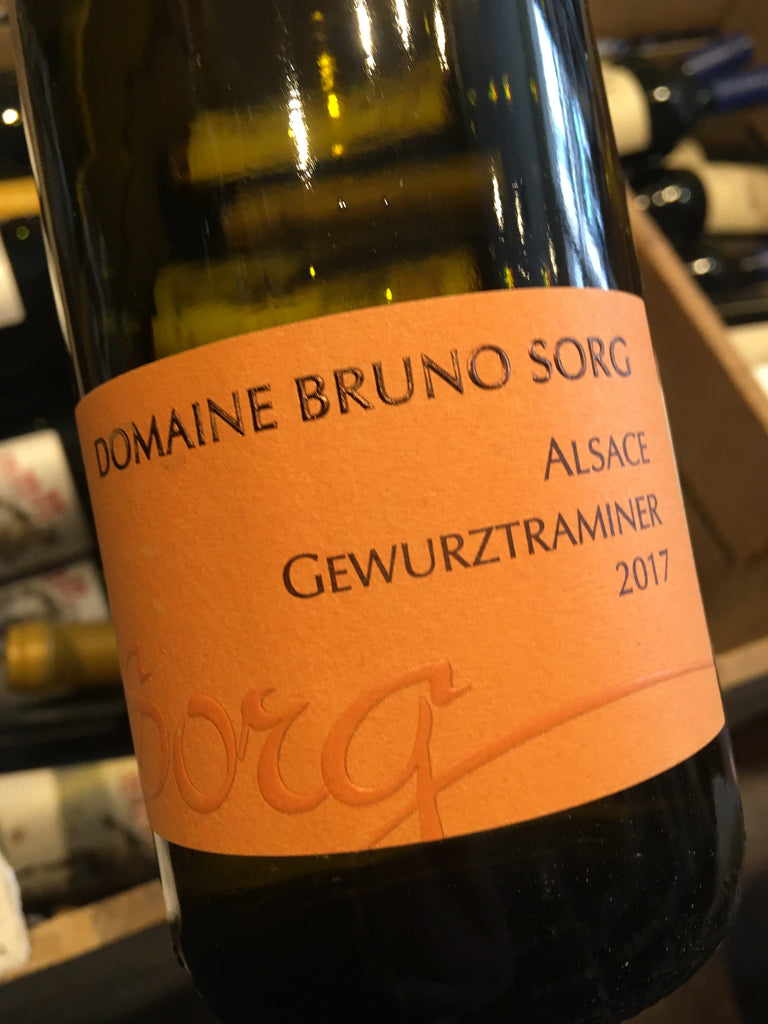 DOMAINE BRUNO SORG
ALSACE
GEWURZTRAMINER
2017
Sorg